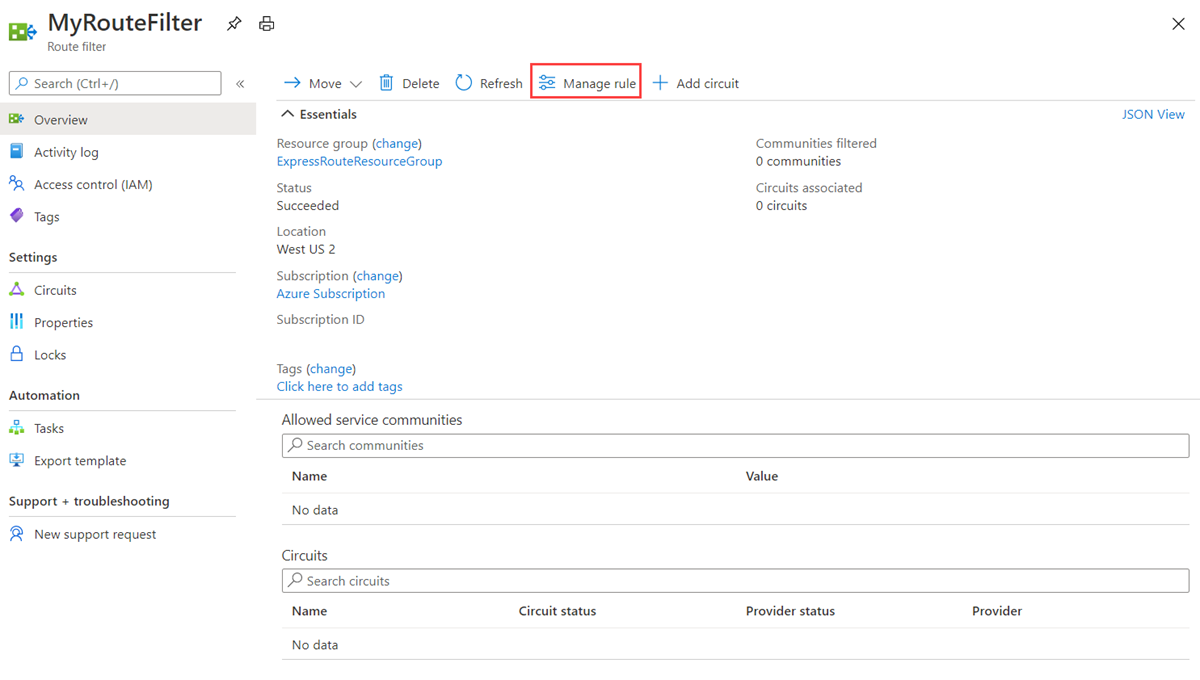 MyRouteFilter
Route filter
Search (Ctrl+/)
«
Move
Delete
Refresh
Manage rule
Add circuit
Overview
Activity log
Access control (IAM)
Tags
Settings
Circuits
Properties
Locks
Automation
Tasks
Export template
Support + troubleshooting
New support request
Essentials
JSON View
Resource group (change)
ExpressRouteResourceGroup
Status
Succeeded
Location
West US 2
Subscription (change)
Azure Subscription
Subscription ID
Communities filtered
0 communities
Circuits associated
0 circuits
Tags (change)
Click here to add tags
Allowed service communities
Search communities
Name Value
No data
Circuits
Search circuits
Name Circuit status Provider status Provider
No data